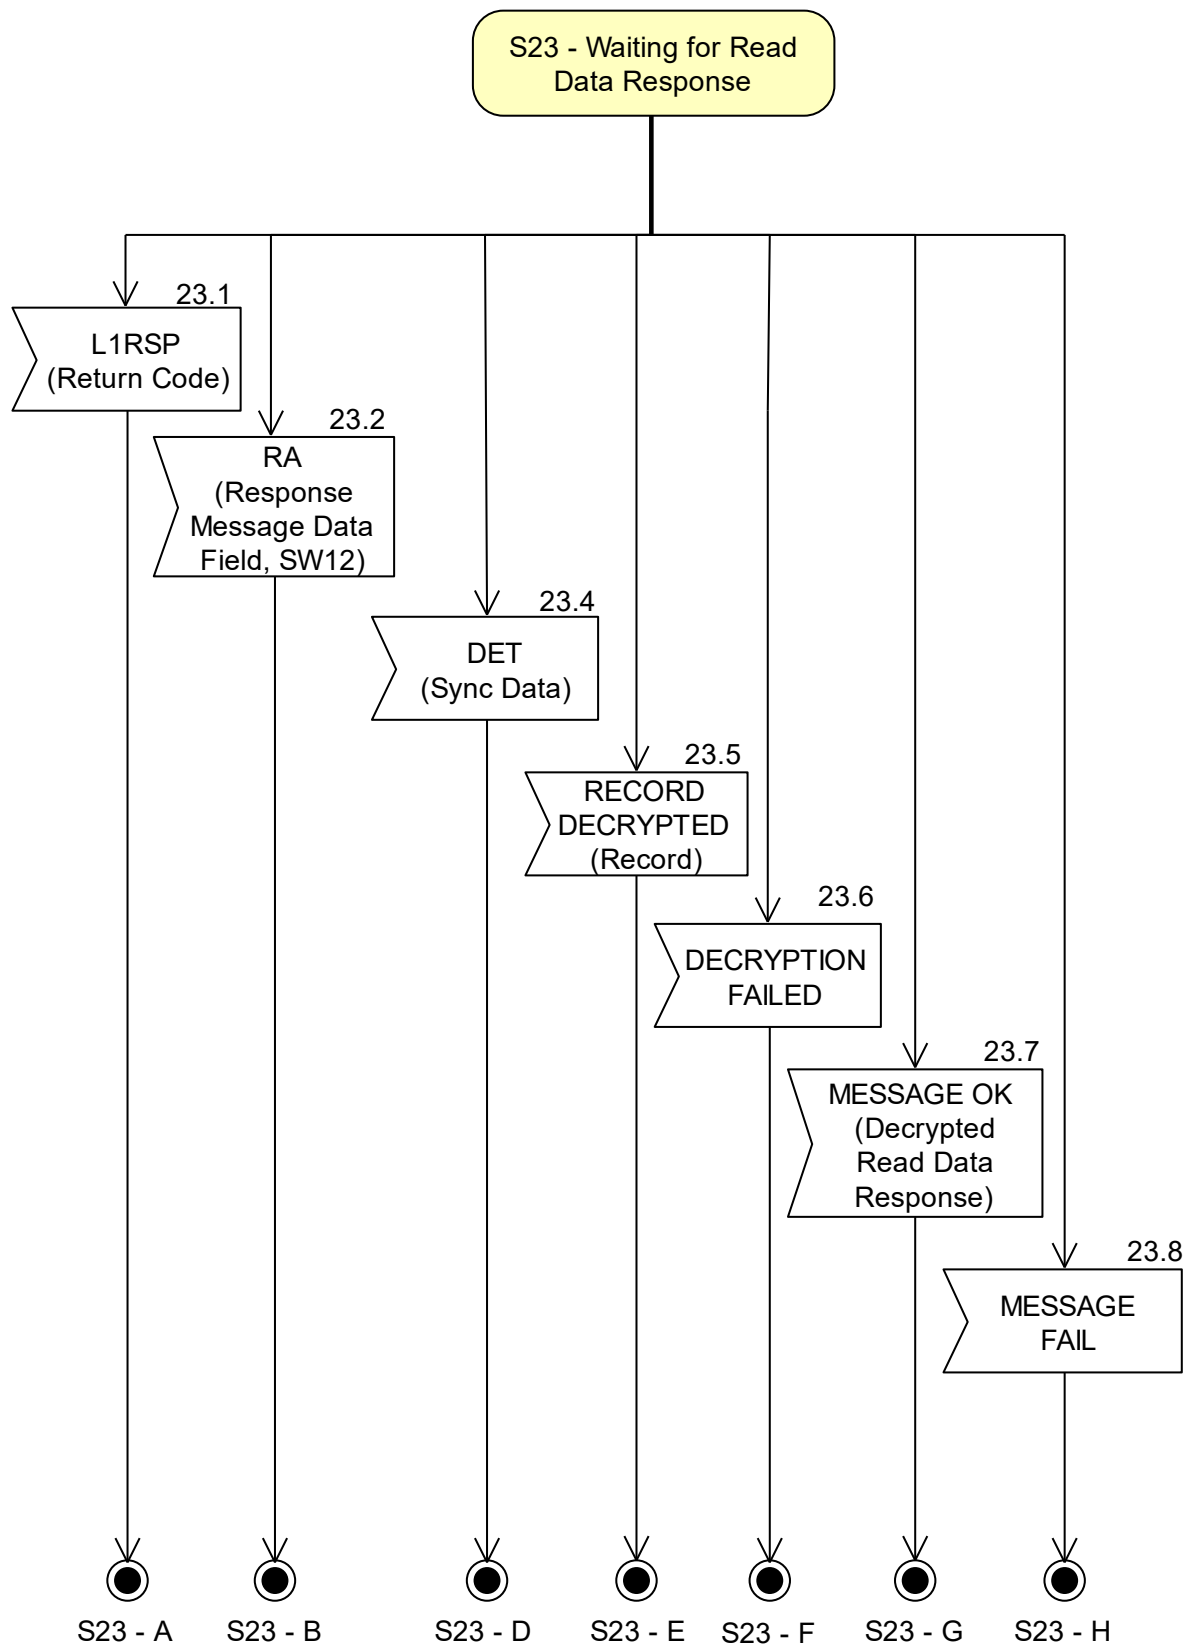 S23 - Waiting for Read
Data Response
23.1
L1RSP
(Return Code)
23.2
RA
(Response
Message Data
Field, SW12)
23.4
DET
(Sync Data)
23.5
RECORD
DECRYPTED
(Record)
23.6
DECRYPTION
FAILED
23.7
MESSAGE OK
(Decrypted
Read Data
Response)
23.8
MESSAGE
FAIL
S23 - A
S23 - B
S23 - D
S23 - E
S23 - F
S23 - G
S23 - H